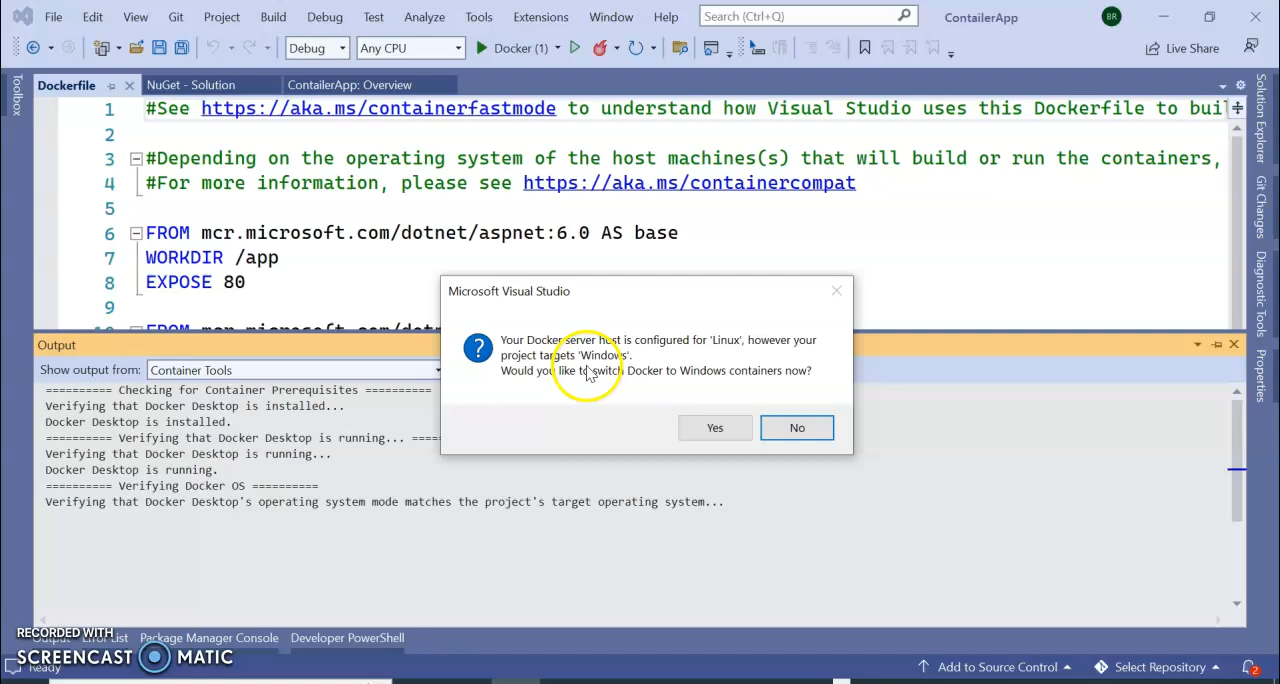 File Edit View Git Project Build Debug Test Analyze Tools Extensions Window Help Search (Ctrl+Q) ContailerApp BR
Debug Any CPU Docker (1) Live Share
Toolbox
Dockerfile NuGet - Solution ContailerApp: Overview
1 #See https://aka.ms/containerfastmode to understand how Visual Studio uses this Dockerfile to buil
2
3 #Depending on the operating system of the host machines(s) that will build or run the containers,
4 #For more information, please see https://aka.ms/containercompat
5
6 FROM mcr.microsoft.com/dotnet/aspnet:6.0 AS base
7 WORKDIR /app
8 EXPOSE 80
9
Solution Explorer
Git Changes
Diagnostic Tools
Properties
Microsoft Visual Studio
Your Docker server host is configured for 'Linux', however your
project targets 'Windows'.
Would you like to switch Docker to Windows containers now?
Yes No
Output
Show output from: Container Tools
========== Checking for Container Prerequisites ==========
Verifying that Docker Desktop is installed...
Docker Desktop is installed.
========== Verifying that Docker Desktop is running... ===
Verifying that Docker Desktop is running...
Docker Desktop is running.
========== Verifying Docker OS ==========
Verifying that Docker Desktop's operating system mode matches the project's target operating system...
Output Error List Package Manager Console Developer PowerShell
RECORDED WITH
SCREENCAST MATIC
Ready Add to Source Control Select Repository 2